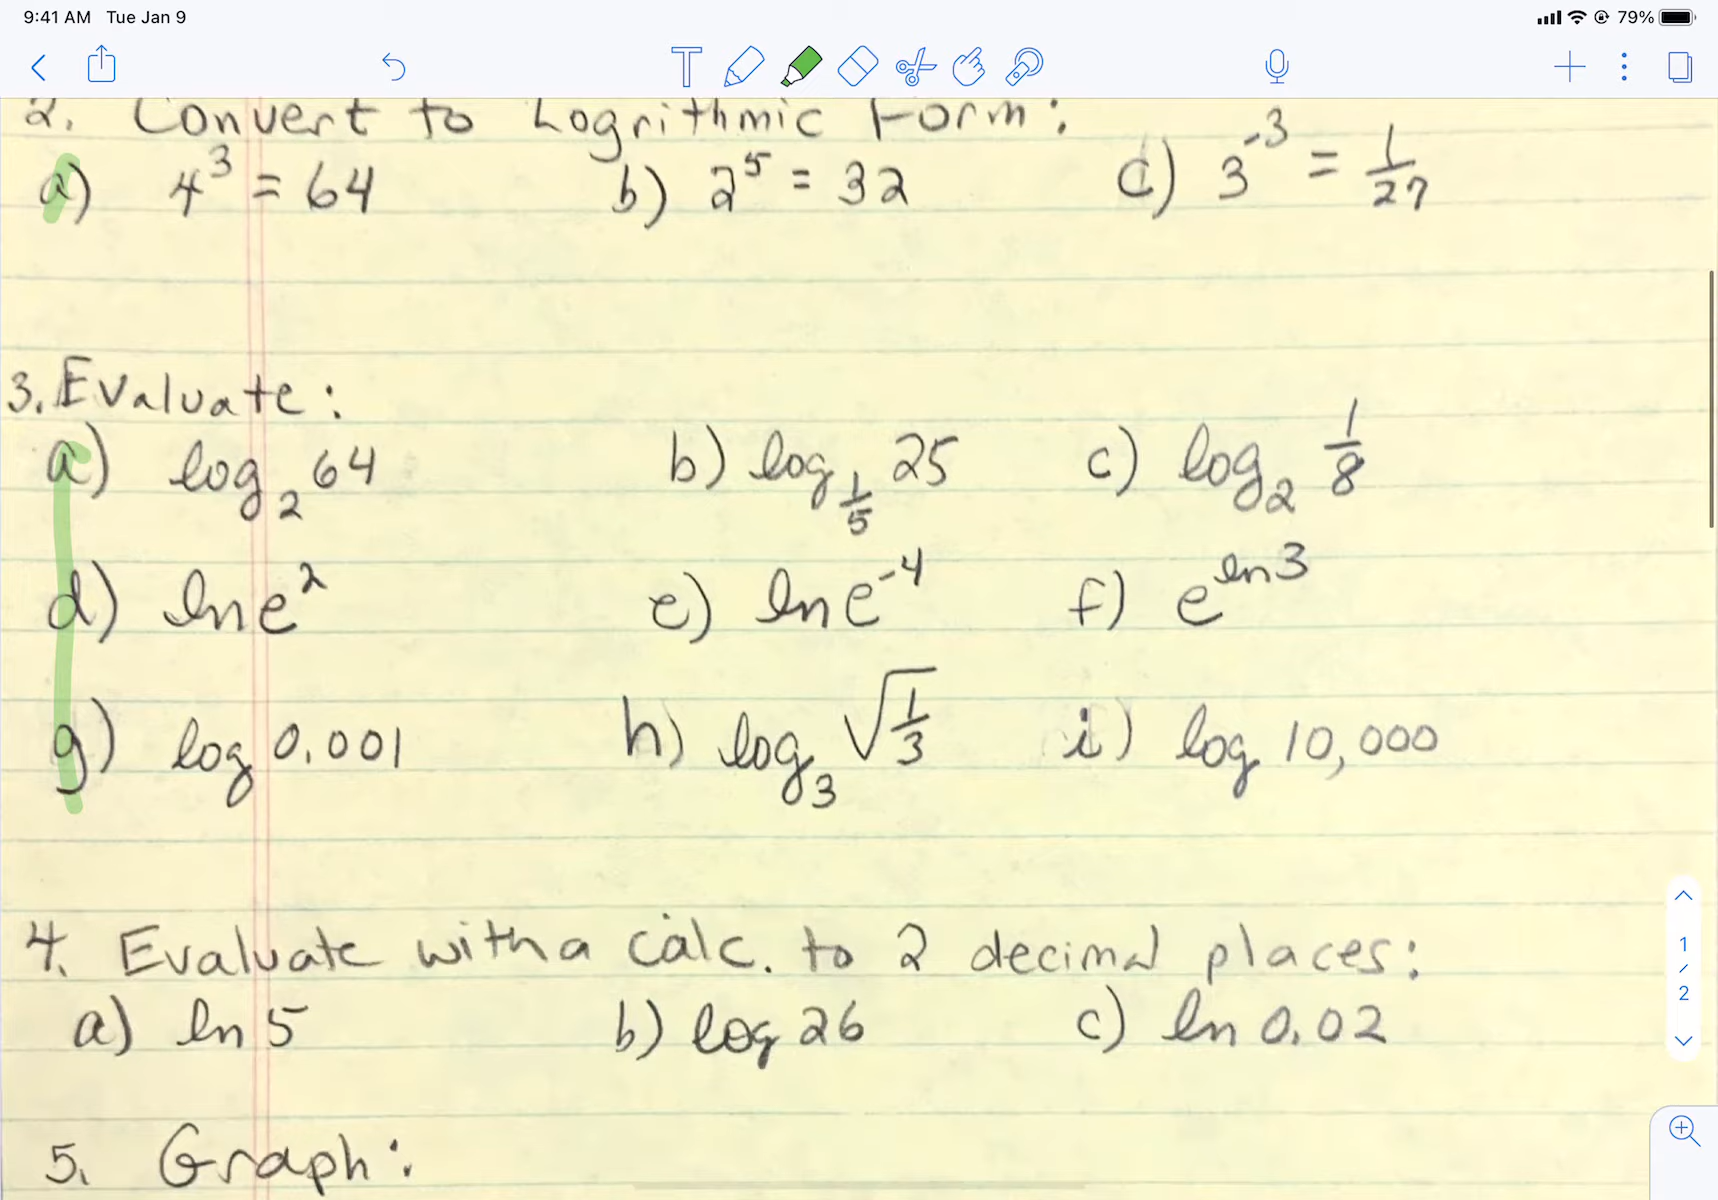 9:41 AM Tue Jan 9 79%
2. Convert to Logrithmic Form:
a) 4³ = 64 b) 2⁵ = 32 c) 3⁻³ = 1/27
3. Evaluate:
a) log₂ 64 b) log_(1/5) 25 c) log₂ 1/8
d) ln e² e) ln e⁻⁴ f) e^(ln 3)
g) log 0.001 h) log₃ √(1/3) i) log 10,000
4. Evaluate with a calc. to 2 decimal places:
a) ln 5 b) log 26 c) ln 0.02
5. Graph:
1/2